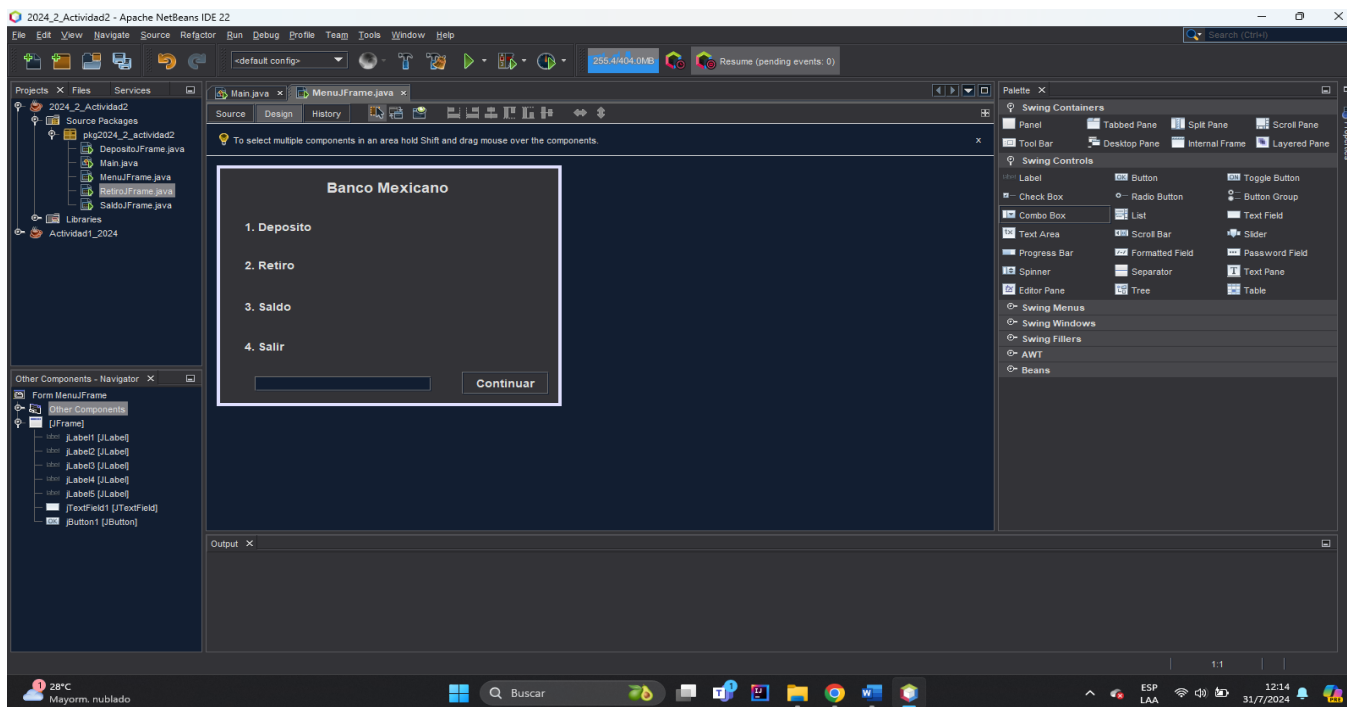 2024_2_Actividad2 - Apache NetBeans IDE 22
File Edit View Navigate Source Refactor Run Debug Profile Team Tools Window Help
Search (Ctrl+I)
<default config>
255.4/404.0MB
Resume (pending events: 0)
Projects Files Services
2024_2_Actividad2
Source Packages
pkg2024_2_actividad2
DepositoJFrame.java
Main.java
MenuJFrame.java
RetiroJFrame.java
SaldoJFrame.java
Libraries
Actividad1_2024
Main.java MenuJFrame.java
Source Design History
To select multiple components in an area hold Shift and drag mouse over the components.
Banco Mexicano
1. Deposito
2. Retiro
3. Saldo
4. Salir
Continuar
Other Components - Navigator
Form MenuJFrame
Other Components
[JFrame]
jLabel1 [JLabel]
jLabel2 [JLabel]
jLabel3 [JLabel]
jLabel4 [JLabel]
jLabel5 [JLabel]
jTextField1 [JTextField]
jButton1 [JButton]
Output
Palette
Swing Containers
Panel Tabbed Pane Split Pane Scroll Pane
Tool Bar Desktop Pane Internal Frame Layered Pane
Swing Controls
Label Button Toggle Button
Check Box Radio Button Button Group
Combo Box List Text Field
Text Area Scroll Bar Slider
Progress Bar Formatted Field Password Field
Spinner Separator Text Pane
Editor Pane Tree Table
Swing Menus
Swing Windows
Swing Fillers
AWT
Beans
Properties
1:1
1
28°C
Mayorm. nublado
Buscar
1
ESP
LAA
12:14
31/7/2024